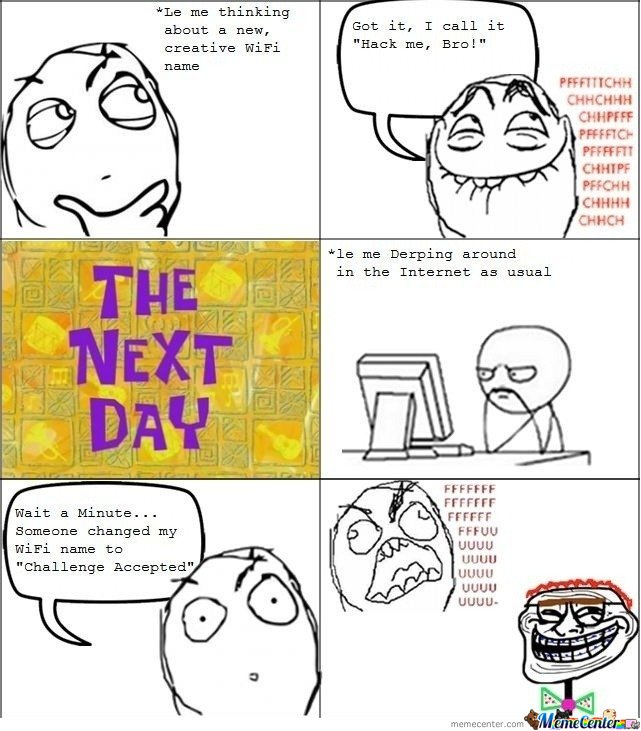 *Le me thinking
about a new,
creative WiFi
name
Got it, I call it
"Hack me, Bro!"
PFFFTTTCHH
CHHCHHH
CHHPFFF
PFFFFTCH
PFFFFFTT
CHHTPF
PFFCHH
CHHHH
CHHCH
THE
NEXT
DAY
*le me Derping around
in the Internet as usual
Wait a Minute...
Someone changed my
WiFi name to
"Challenge Accepted"
FFFFFFF
FFFFFFF
FFFFFF
FFFUU
UUUU
UUUU
UUUU
UUUU
UUUU-
memecenter.com
MemeCenter